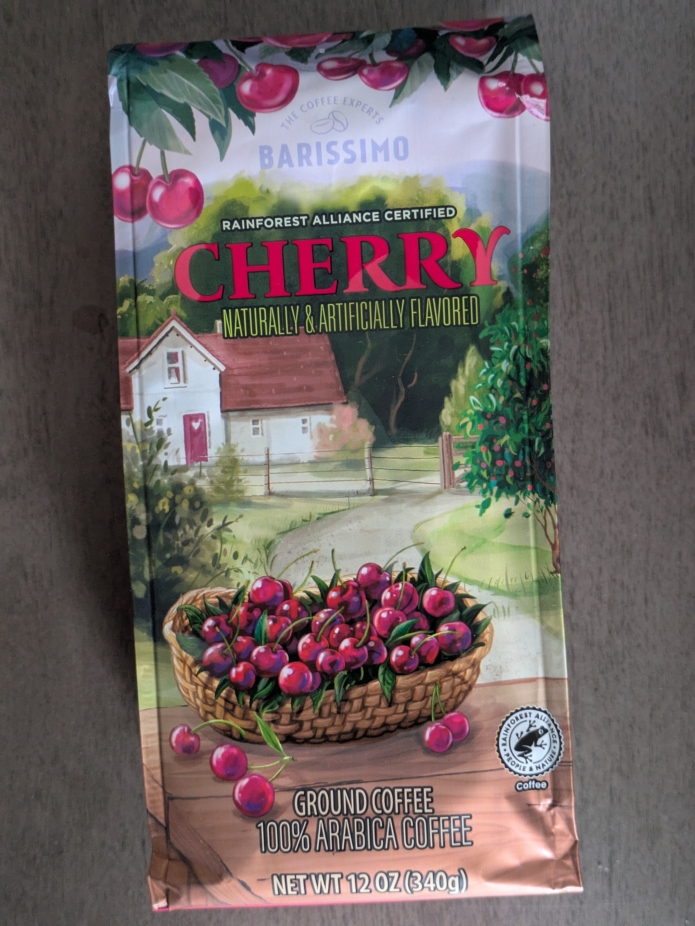 THE COFFEE EXPERTS
BARISSIMO
RAINFOREST ALLIANCE CERTIFIED
CHERRY
NATURALLY & ARTIFICIALLY FLAVORED
RAINFOREST ALLIANCE
PEOPLE & NATURE
Coffee
GROUND COFFEE
100% ARABICA COFFEE
NET WT 12 OZ (340g)